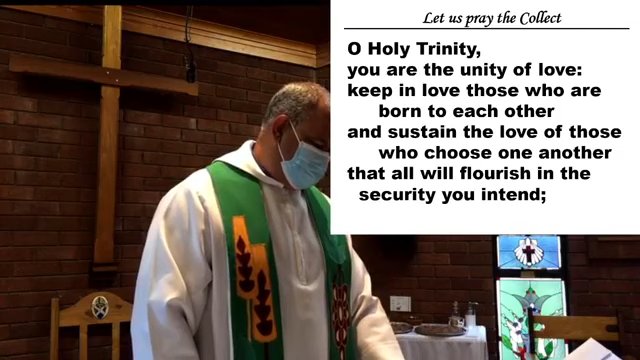 Let us pray the Collect
O Holy Trinity,
you are the unity of love:
keep in love those who are
born to each other
and sustain the love of those
who choose one another
that all will flourish in the
security you intend;